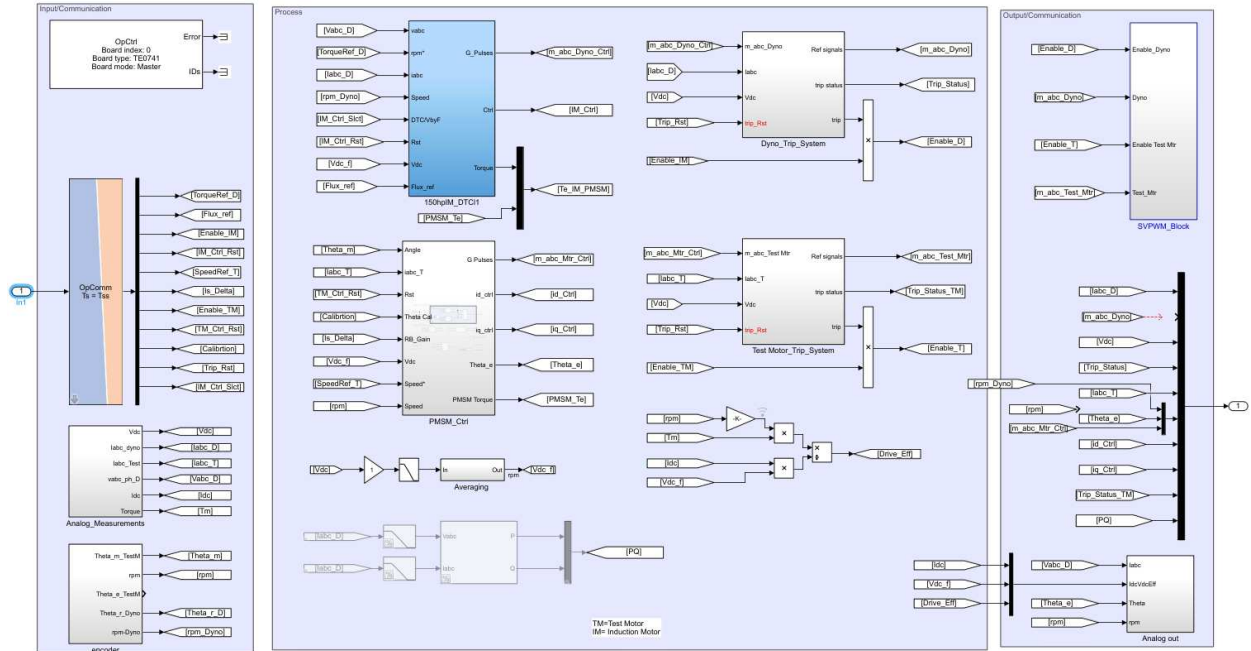 Input/Communication
OpCtrl
Board index: 0
Board type: TE0741
Board mode: Master
Error
IDs
1
In1
OpComm
Ts = Tss
[TorqueRef_D]
[Flux_ref]
[Enable_IM]
[IM_Ctrl_Rst]
[SpeedRef_T]
[Is_Delta]
[Enable_TM]
[TM_Ctrl_Rst]
[Calibrtion]
[Trip_Rst]
[IM_Ctrl_Slct]
Vdc
[Vdc]
Iabc_dyno
[Iabc_D]
Iabc_Test
[Iabc_T]
vabc_ph_D
[Vabc_D]
Idc
[Idc]
Torque
[Tm]
Analog_Measurements
Theta_m_TestM
[Theta_m]
rpm
[rpm]
Theta_e_TestM
Theta_r_Dyno
[Theta_r_D]
rpm-Dyno
[rpm_Dyno]
encoder
Process
[Vabc_D]
vabc
[TorqueRef_D]
rpm*
[Iabc_D]
iabc
[rpm_Dyno]
Speed
[IM_Ctrl_Slct]
DTC/VbyF
[IM_Ctrl_Rst]
Rst
[Vdc_f]
Vdc
[Flux_ref]
Flux_ref
G_Pulses
[m_abc_Dyno_Ctrl]
Ctrl
[IM_Ctrl]
Torque
150hpIM_DTCI1
[PMSM_Te]
[Te_IM_PMSM]
[Theta_m]
Angle
[Iabc_T]
iabc_T
[TM_Ctrl_Rst]
Rst
[Calibrtion]
Theta Cal
[Is_Delta]
RB_Gain
[Vdc_f]
Vdc
[SpeedRef_T]
Speed*
[rpm]
Speed
G Pulses
[m_abc_Mtr_Ctrl]
id_ctrl
[id_Ctrl]
iq_ctrl
[iq_Ctrl]
Theta_e
[Theta_e]
PMSM Torque
[PMSM_Te]
PMSM_Ctrl
[Vdc]
1
In
Out
rpm
[Vdc_f]
Averaging
[Iabc_D]
Vabc
P
[Iabc_D]
Iabc
Q
[PQ]
[m_abc_Dyno_Ctrl]
m_abc_Dyno
[Iabc_D]
Iabc
[Vdc]
Vdc
[Trip_Rst]
trip_Rst
Ref signals
[m_abc_Dyno]
trip status
[Trip_Status]
trip
Dyno_Trip_System
[Enable_IM]
×
[Enable_D]
[m_abc_Mtr_Ctrl]
m_abc_Test Mtr
[Iabc_T]
Iabc_T
[Vdc]
Vdc
[Trip_Rst]
trip_Rst
Ref signals
[m_abc_Test_Mtr]
trip status
[Trip_Status_TM]
trip
Test Motor_Trip_System
[Enable_TM]
×
[Enable_T]
[rpm]
-K-
[Tm]
×
[Idc]
[Vdc_f]
×
×
÷
[Drive_Eff]
TM=Test Motor
IM= Induction Motor
Output/Communication
[Enable_D]
Enable_Dyno
[m_abc_Dyno]
Dyno
[Enable_T]
Enable Test Mtr
[m_abc_Test_Mtr]
Test_Mtr
SVPWM_Block
[Iabc_D]
[m_abc_Dyno]
[Vdc]
[Trip_Status]
[rpm_Dyno]
[Iabc_T]
[rpm]
[Theta_e]
[m_abc_Mtr_Ctrl]
[id_Ctrl]
[iq_Ctrl]
[Trip_Status_TM]
[PQ]
1
[Idc]
[Vdc_f]
[Drive_Eff]
[Vabc_D]
Iabc
IdcVdcEff
[Theta_e]
Theta
[rpm]
rpm
Analog out